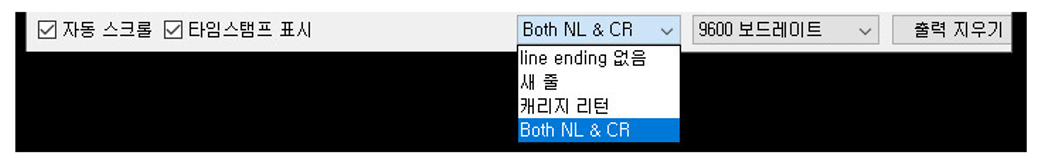 자동 스크롤 타임스탬프 표시 Both NL & CR 9600 보드레이트 출력 지우기
line ending 없음
새 줄
캐리지 리턴
Both NL & CR